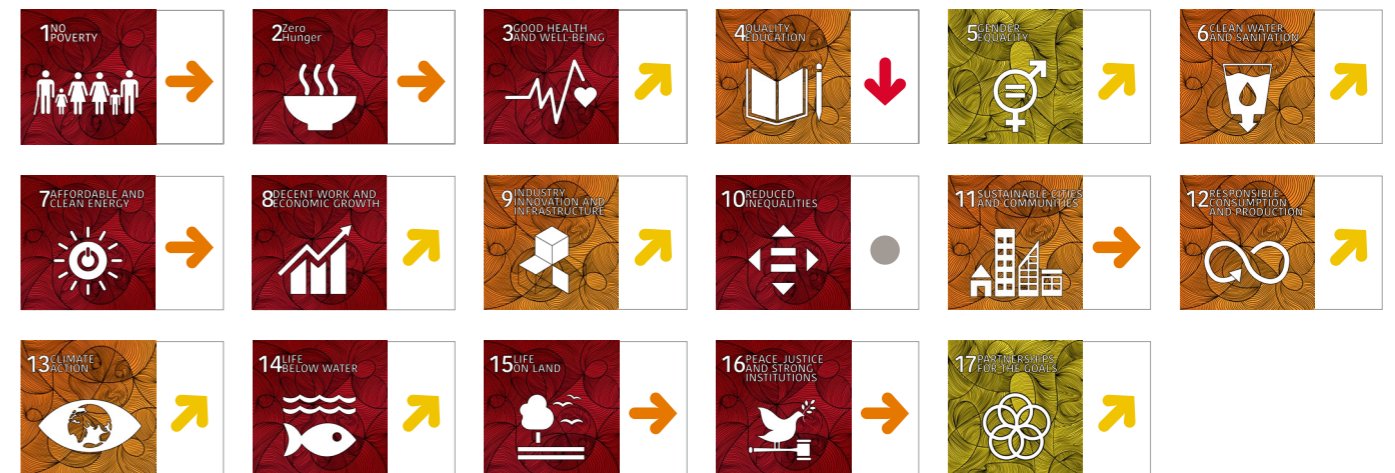 1 NO
POVERTY
2 Zero
Hunger
3 GOOD HEALTH
AND WELL-BEING
4 QUALITY
EDUCATION
5 GENDER
EQUALITY
6 CLEAN WATER
AND SANITATION
7 AFFORDABLE AND
CLEAN ENERGY
8 DECENT WORK AND
ECONOMIC GROWTH
9 INDUSTRY
INNOVATION AND
INFRASTRUCTURE
10 REDUCED
INEQUALITIES
11 SUSTAINABLE CITIES
AND COMMUNITIES
12 RESPONSIBLE
CONSUMPTION
AND PRODUCTION
13 CLIMATE
ACTION
14 LIFE
BELOW WATER
15 LIFE
ON LAND
16 PEACE JUSTICE
AND STRONG
INSTITUTIONS
17 PARTNERSHIPS
FOR THE GOALS